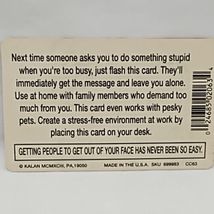 Next time someone asks you to do something stupid
when you're too busy, just flash this card. They'll
immediately get the message and leave you alone.
Use at home with family members who demand too
much from you. This card even works with pesky
pets. Create a stress-free environment at work by
placing this card on your desk.
GETTING PEOPLE TO GET OUT OF YOUR FACE HAS NEVER BEEN EASIER.
© KALAN MCMXCIII, PA, 19050 MADE IN THE U.S.A. SKU 699983 CC63